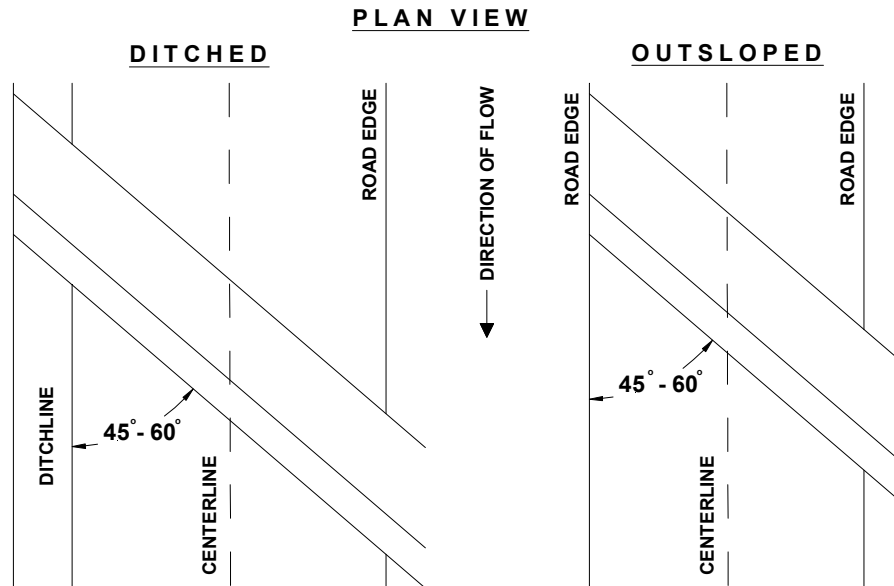 PLAN VIEW
DITCHED
OUTSLOPED
ROAD EDGE
DIRECTION OF FLOW
ROAD EDGE
ROAD EDGE
45° - 60°
45° - 60°
DITCHLINE
CENTERLINE
CENTERLINE